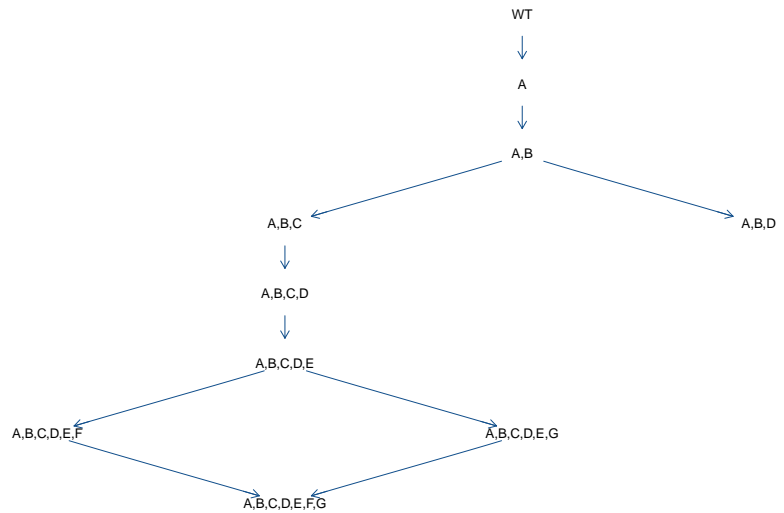 WT
A
A,B
A,B,C
A,B,D
A,B,C,D
A,B,C,D,E
A,B,C,D,E,F
A,B,C,D,E,G
A,B,C,D,E,F,G